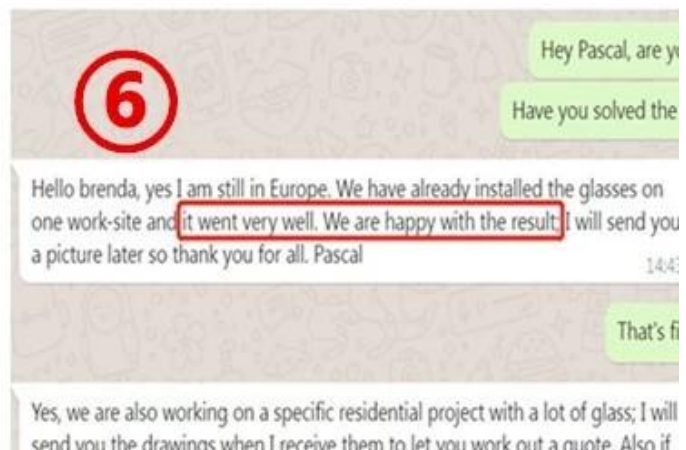 6
Hey Pascal, are
Have you solved the
Hello brenda, yes I am still in Europe. We have already installed the glasses on
one work-site and it went very well. We are happy with the result; I will send you
a picture later so thank you for all. Pascal
14:43
That's
Yes, we are also working on a specific residential project with a lot of glass; I will
send you the drawings when I receive them to let you work out a quote. Also if